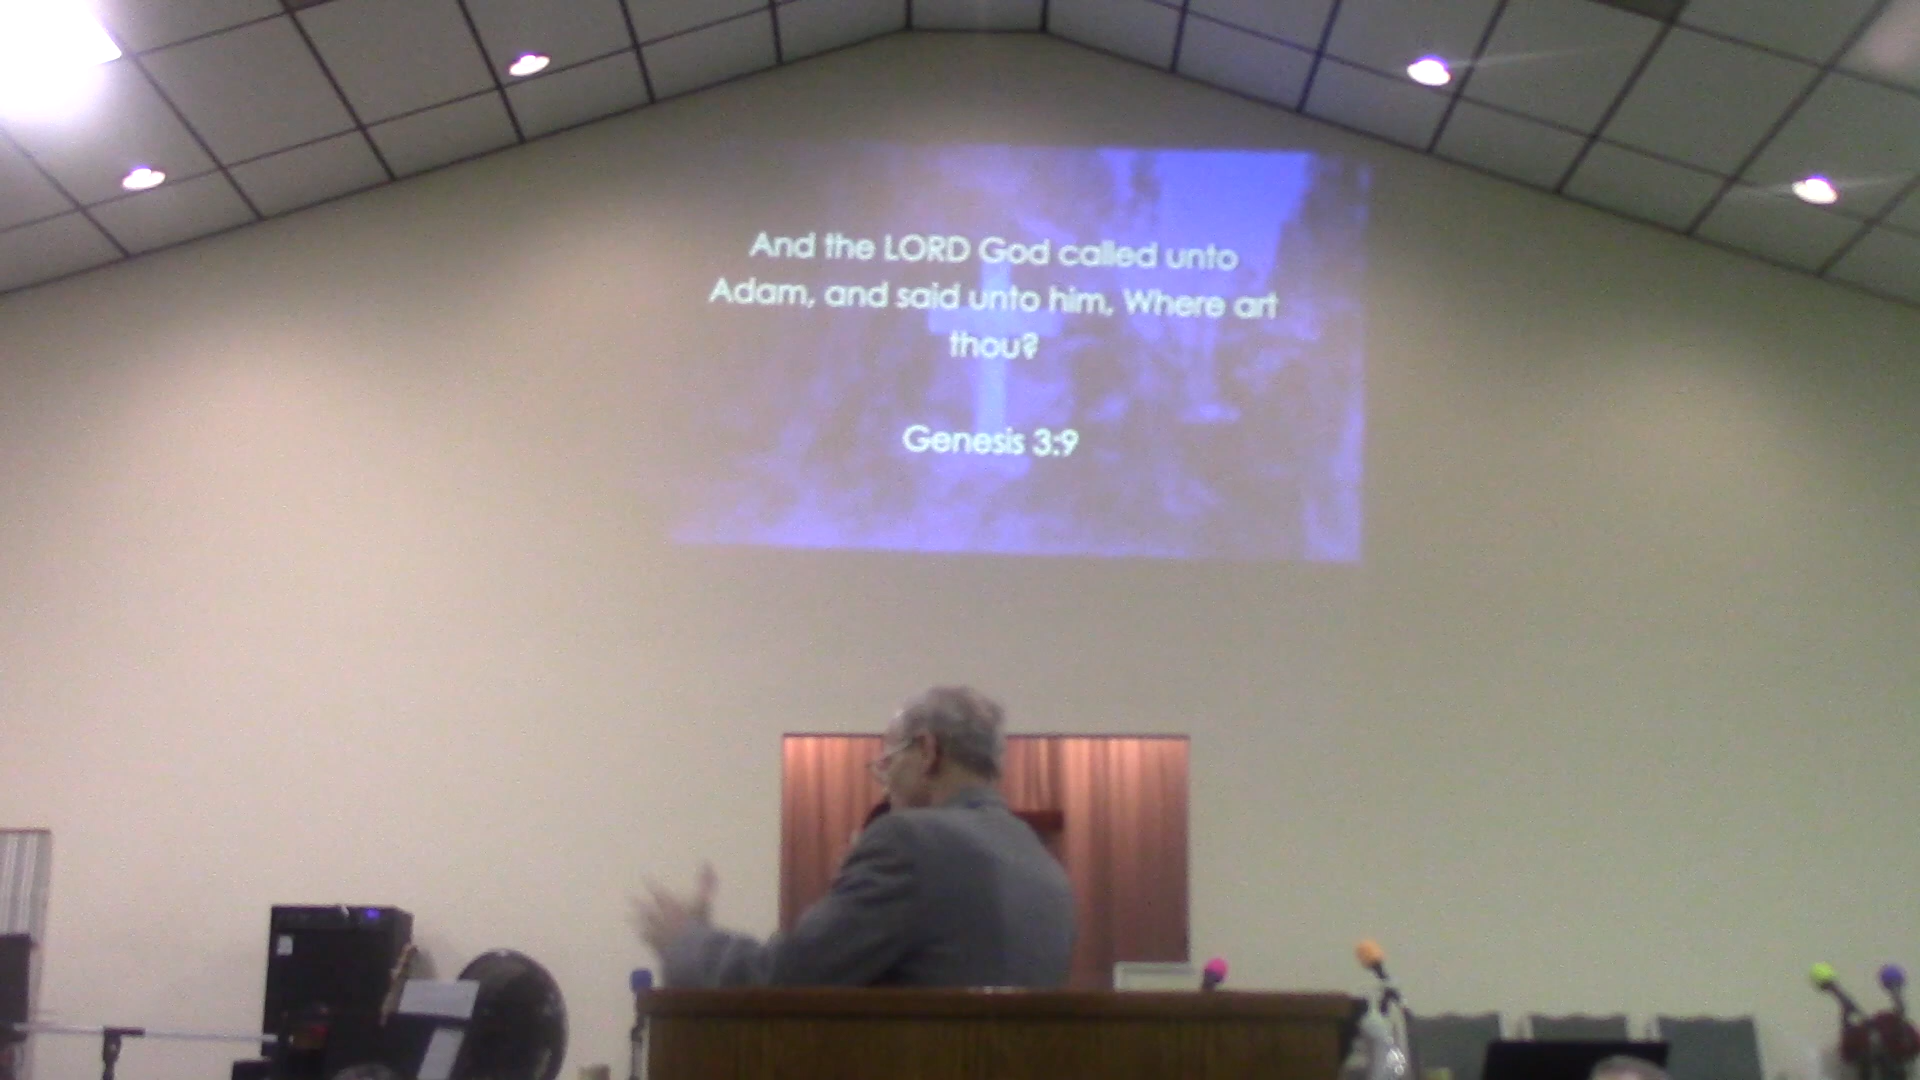 And the LORD God called unto
Adam, and said unto him, Where art
thou?
Genesis 3:9